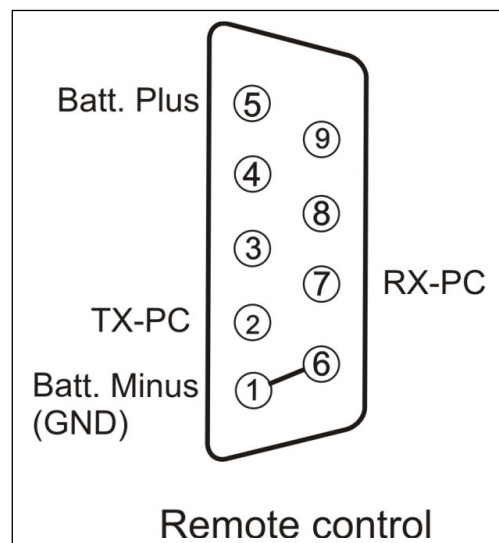 Batt. Plus
5
9
4
8
3
7
RX-PC
TX-PC
2
6
Batt. Minus
1
(GND)
Remote control